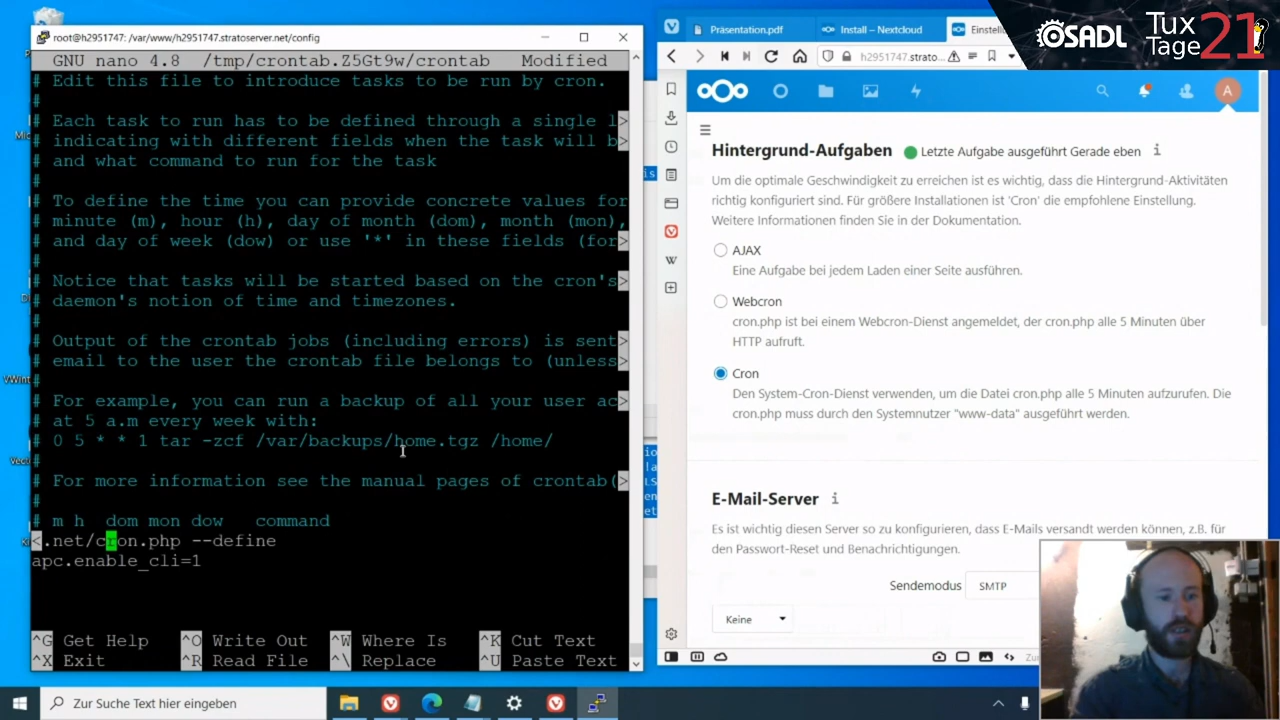 root@h2951747: /var/www/h2951747.stratoserver.net/config
GNU nano 4.8 /tmp/crontsb.Z5Gt9w/crontab Modified
# Edit this file to introduce tasks to be run by cron.
#
# Each task to run has to be defined through a single l>
# indicating with different fields when the task will b>
# and what command to run for the task
#
# To define the time you can provide concrete values for
# minute (m), hour (h), day of month (dom), month (mon),
# and day of week (dow) or use '*' in these fields (for >
#
# Notice that tasks will be started based on the cron's>
# daemon's notion of time and timezones.
#
# Output of the crontab jobs (including errors) is sent>
# email to the user the crontab file belongs to (unless>
#
# For example, you can run a backup of all your user ac>
# at 5 a.m every week with:
# 0 5 * * 1 tar -zcf /var/backups/home.tgz /home/
#
# For more information see the manual pages of crontab(>
#
# m h dom mon dow command
<.net/cron.php --define
apc.enable_cli=1
^G Get Help ^O Write Out ^W Where Is ^K Cut Text
^X Exit ^R Read File ^\ Replace ^U Paste Text
Präsentation.pdf
Install – Nextcloud
Einstell
h2951747.strato...
A
Hintergrund-Aufgaben
Letzte Aufgabe ausgeführt Gerade eben
Um die optimale Geschwindigkeit zu erreichen ist es wichtig, dass die Hintergrund-Aktivitäten
richtig konfiguriert sind. Für größere Installationen ist 'Cron' die empfohlene Einstellung.
Weitere Informationen finden Sie in der Dokumentation.
AJAX
Eine Aufgabe bei jedem Laden einer Seite ausführen.
Webcron
cron.php ist bei einem Webcron-Dienst angemeldet, der cron.php alle 5 Minuten über
HTTP aufruft.
Cron
Den System-Cron-Dienst verwenden, um die Datei cron.php alle 5 Minuten aufzurufen. Die
cron.php muss durch den Systemnutzer "www-data" ausgeführt werden.
E-Mail-Server
Es ist wichtig diesen Server so zu konfigurieren, dass E-Mails versandt werden können, z.B. für
den Passwort-Reset und Benachrichtigungen.
Sendemodus
SMTP
Keine
OSADL
Tux
Tage
21
Zur Suche Text hier eingeben